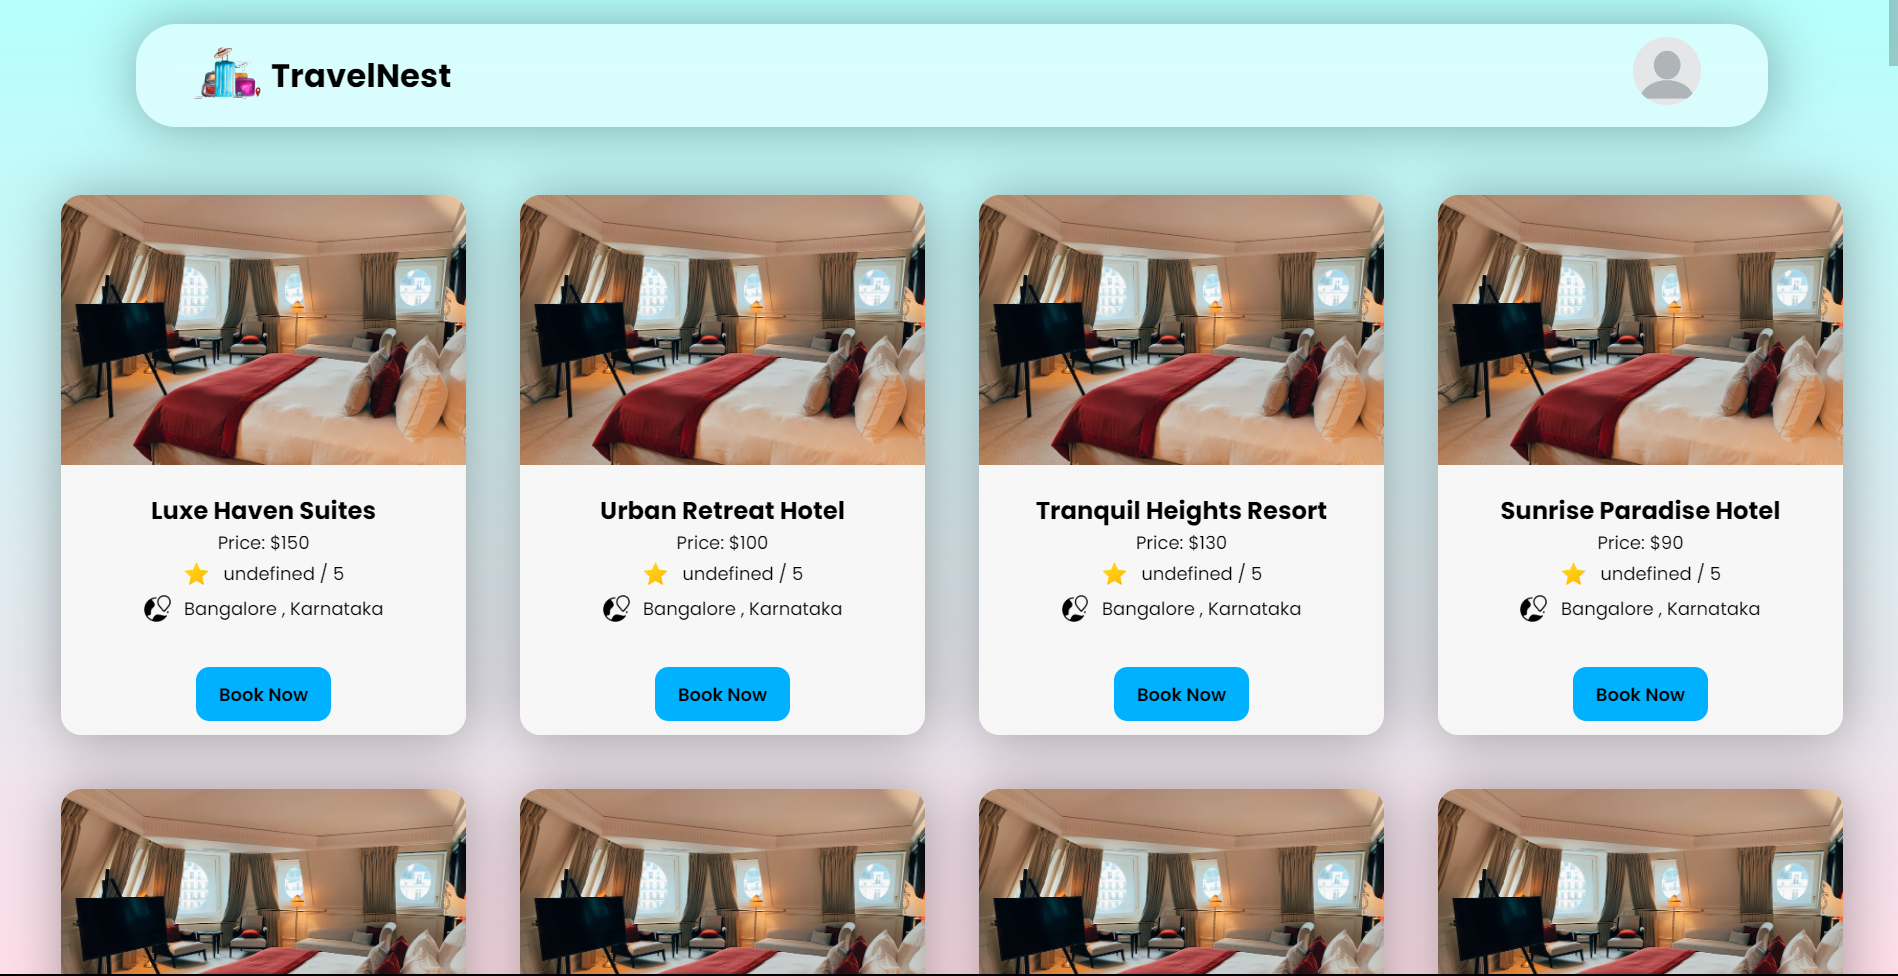 TravelNest
Luxe Haven Suites
Price: $150
undefined / 5
Bangalore , Karnataka
Book Now
Urban Retreat Hotel
Price: $100
undefined / 5
Bangalore , Karnataka
Book Now
Tranquil Heights Resort
Price: $130
undefined / 5
Bangalore , Karnataka
Book Now
Sunrise Paradise Hotel
Price: $90
undefined / 5
Bangalore , Karnataka
Book Now